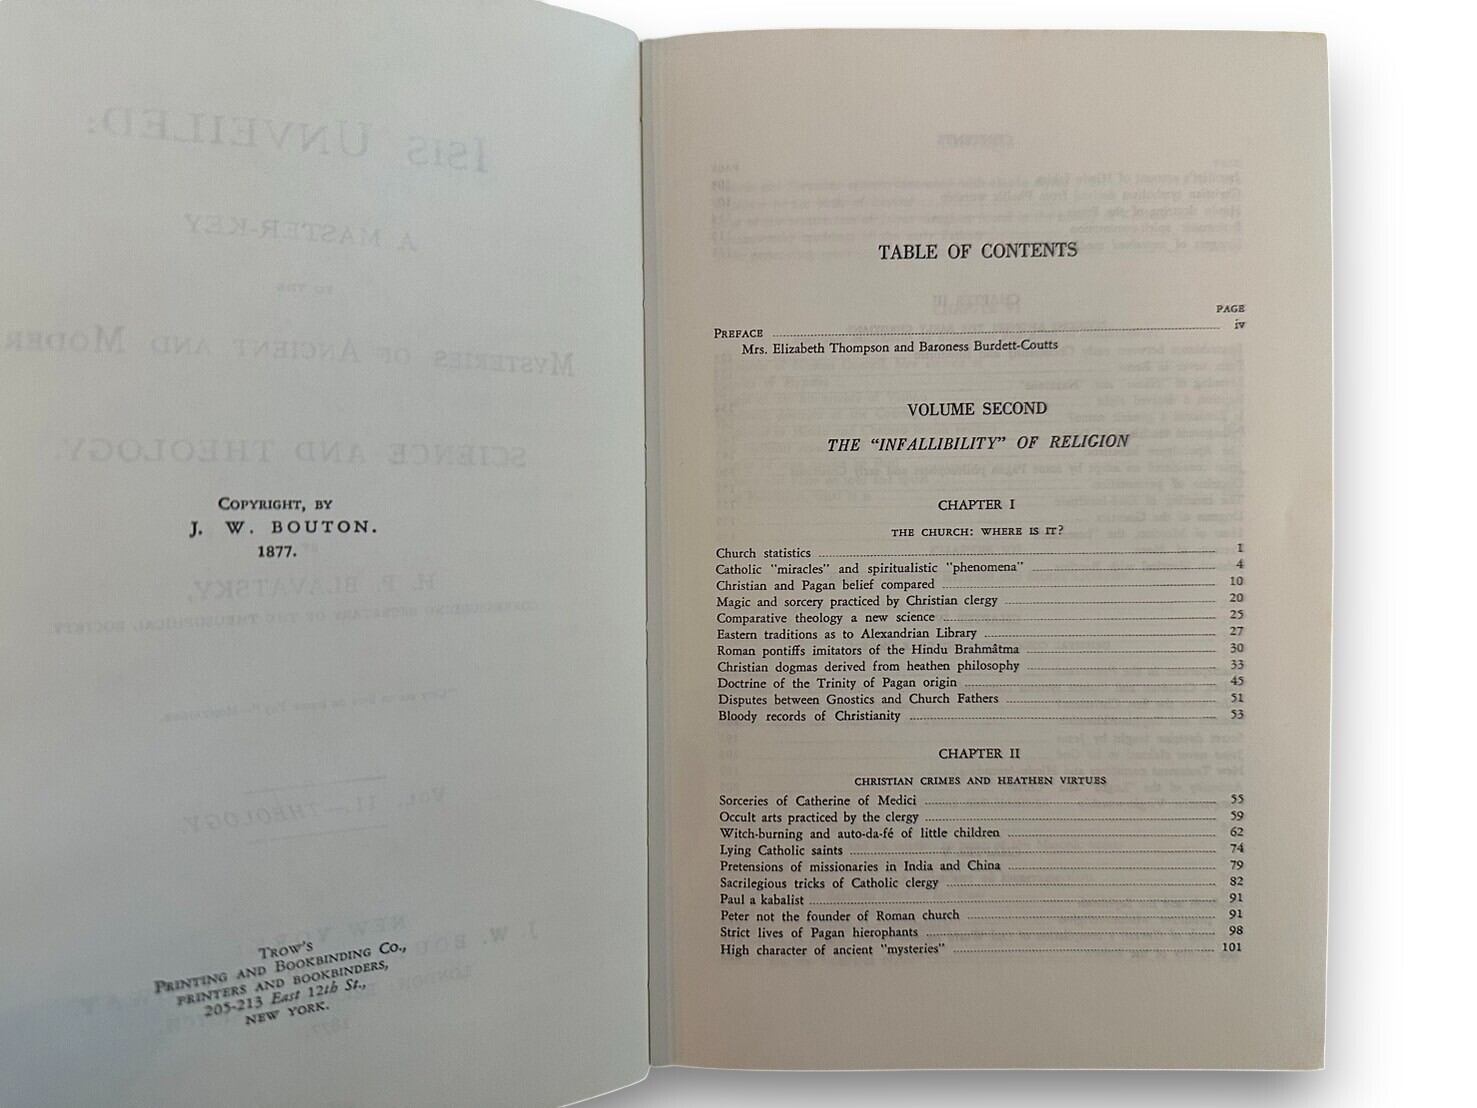 COPYRIGHT, BY
J. W. BOUTON.
1877.
TROW'S
PRINTING AND BOOKBINDING CO.,
PRINTERS AND BOOKBINDERS,
205-213 East 12th St.,
NEW YORK.
TABLE OF CONTENTS
PAGE
PREFACE iv
Mrs. Elizabeth Thompson and Baroness Burdett-Coutts
VOLUME SECOND
THE "INFALLIBILITY" OF RELIGION
CHAPTER I
THE CHURCH: WHERE IS IT?
Church statistics 1
Catholic "miracles" and spiritualistic "phenomena" 4
Christian and Pagan belief compared 10
Magic and sorcery practiced by Christian clergy 20
Comparative theology a new science 25
Eastern traditions as to Alexandrian Library 27
Roman pontiffs imitators of the Hindu Brahmâtma 30
Christian dogmas derived from heathen philosophy 33
Doctrine of the Trinity of Pagan origin 45
Disputes between Gnostics and Church Fathers 51
Bloody records of Christianity 53
CHAPTER II
CHRISTIAN CRIMES AND HEATHEN VIRTUES
Sorceries of Catherine of Medici 55
Occult arts practiced by the clergy 59
Witch-burning and auto-da-fé of little children 62
Lying Catholic saints 74
Pretensions of missionaries in India and China 79
Sacrilegious tricks of Catholic clergy 82
Paul a kabalist 91
Peter not the founder of Roman church 91
Strict lives of Pagan hierophants 98
High character of ancient "mysteries" 101